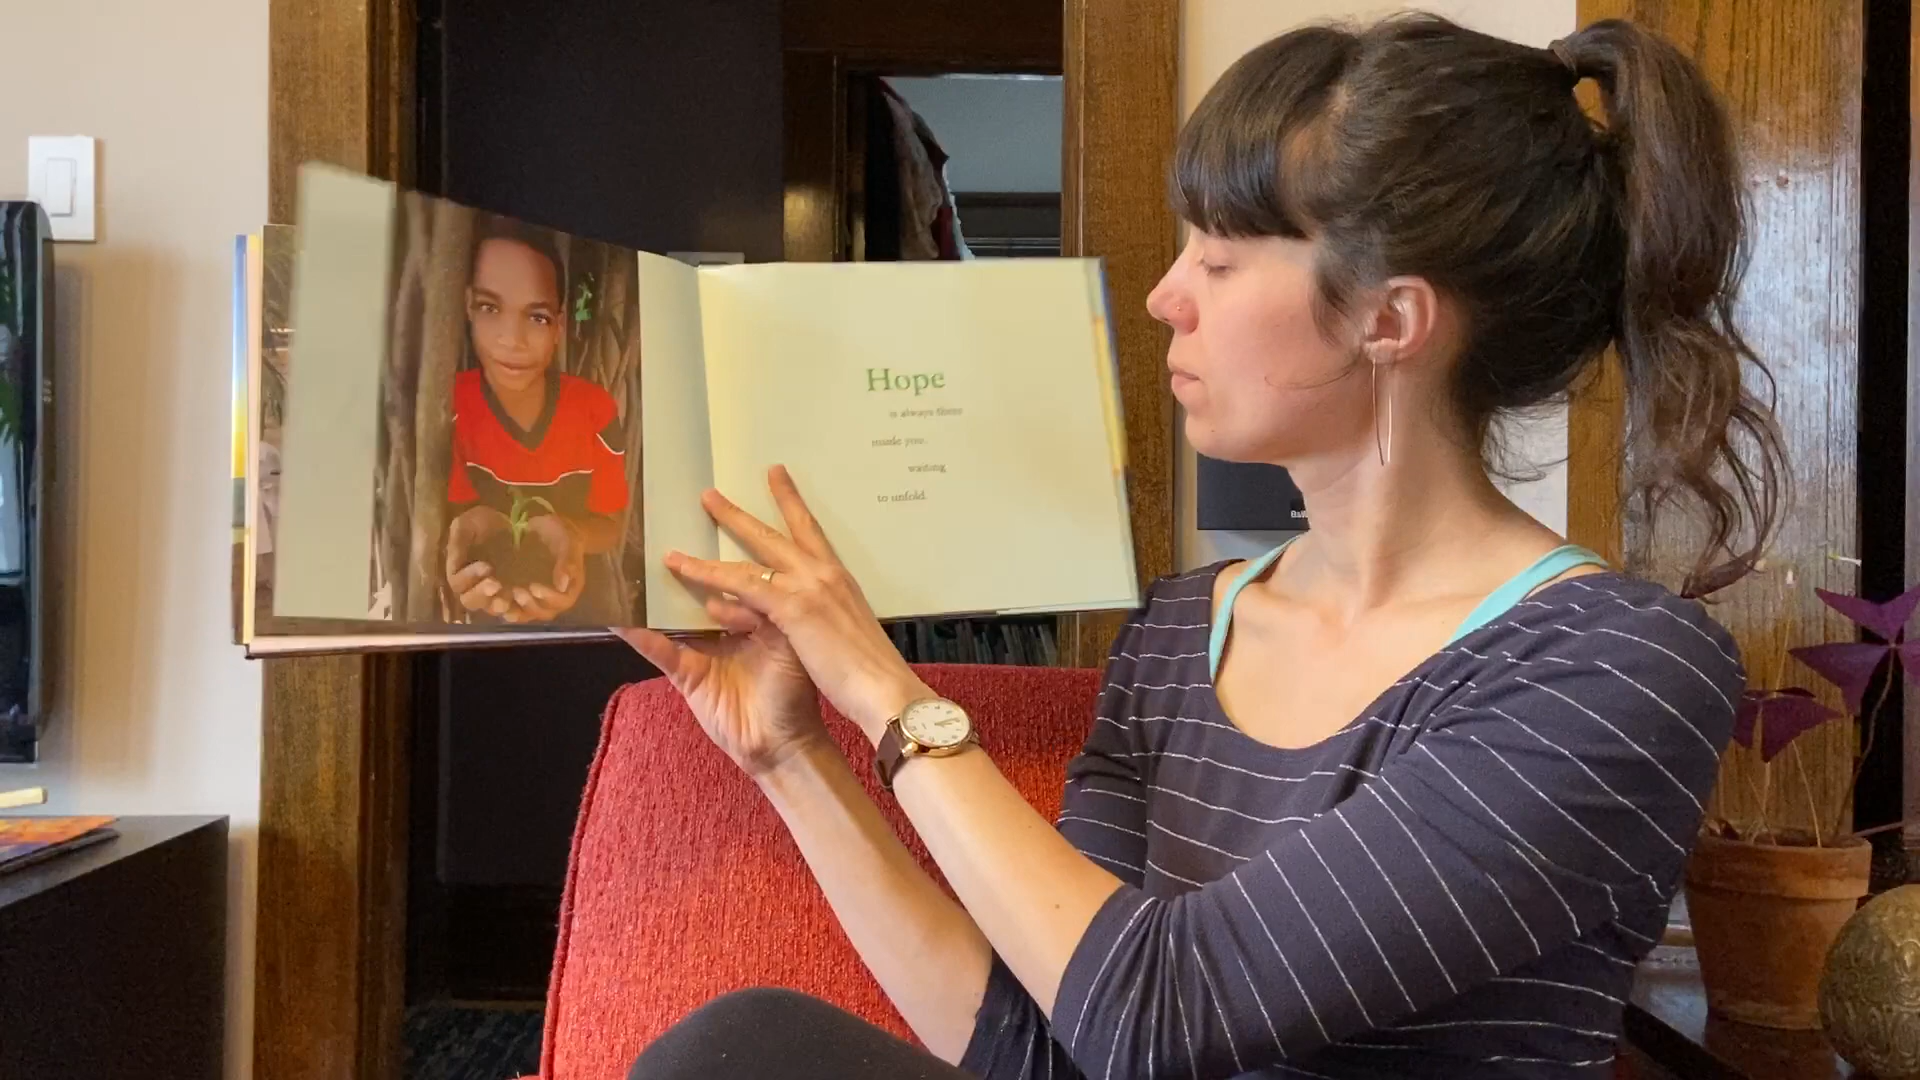 Hope
is always there
inside you,
waiting
to unfold.